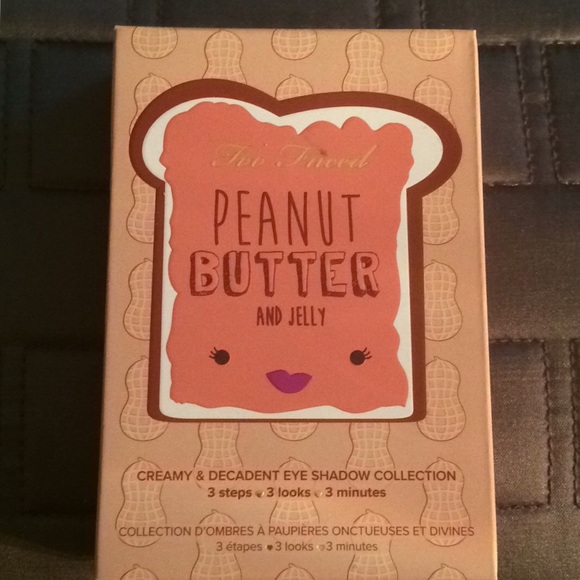 Too Faced
PEANUT
BUTTER
AND JELLY
CREAMY & DECADENT EYE SHADOW COLLECTION
3 steps ♥ 3 looks ♥ 3 minutes
COLLECTION D'OMBRES À PAUPIÈRES ONCTUEUSES ET DIVINES
3 étapes ♥ 3 looks ♥ 3 minutes